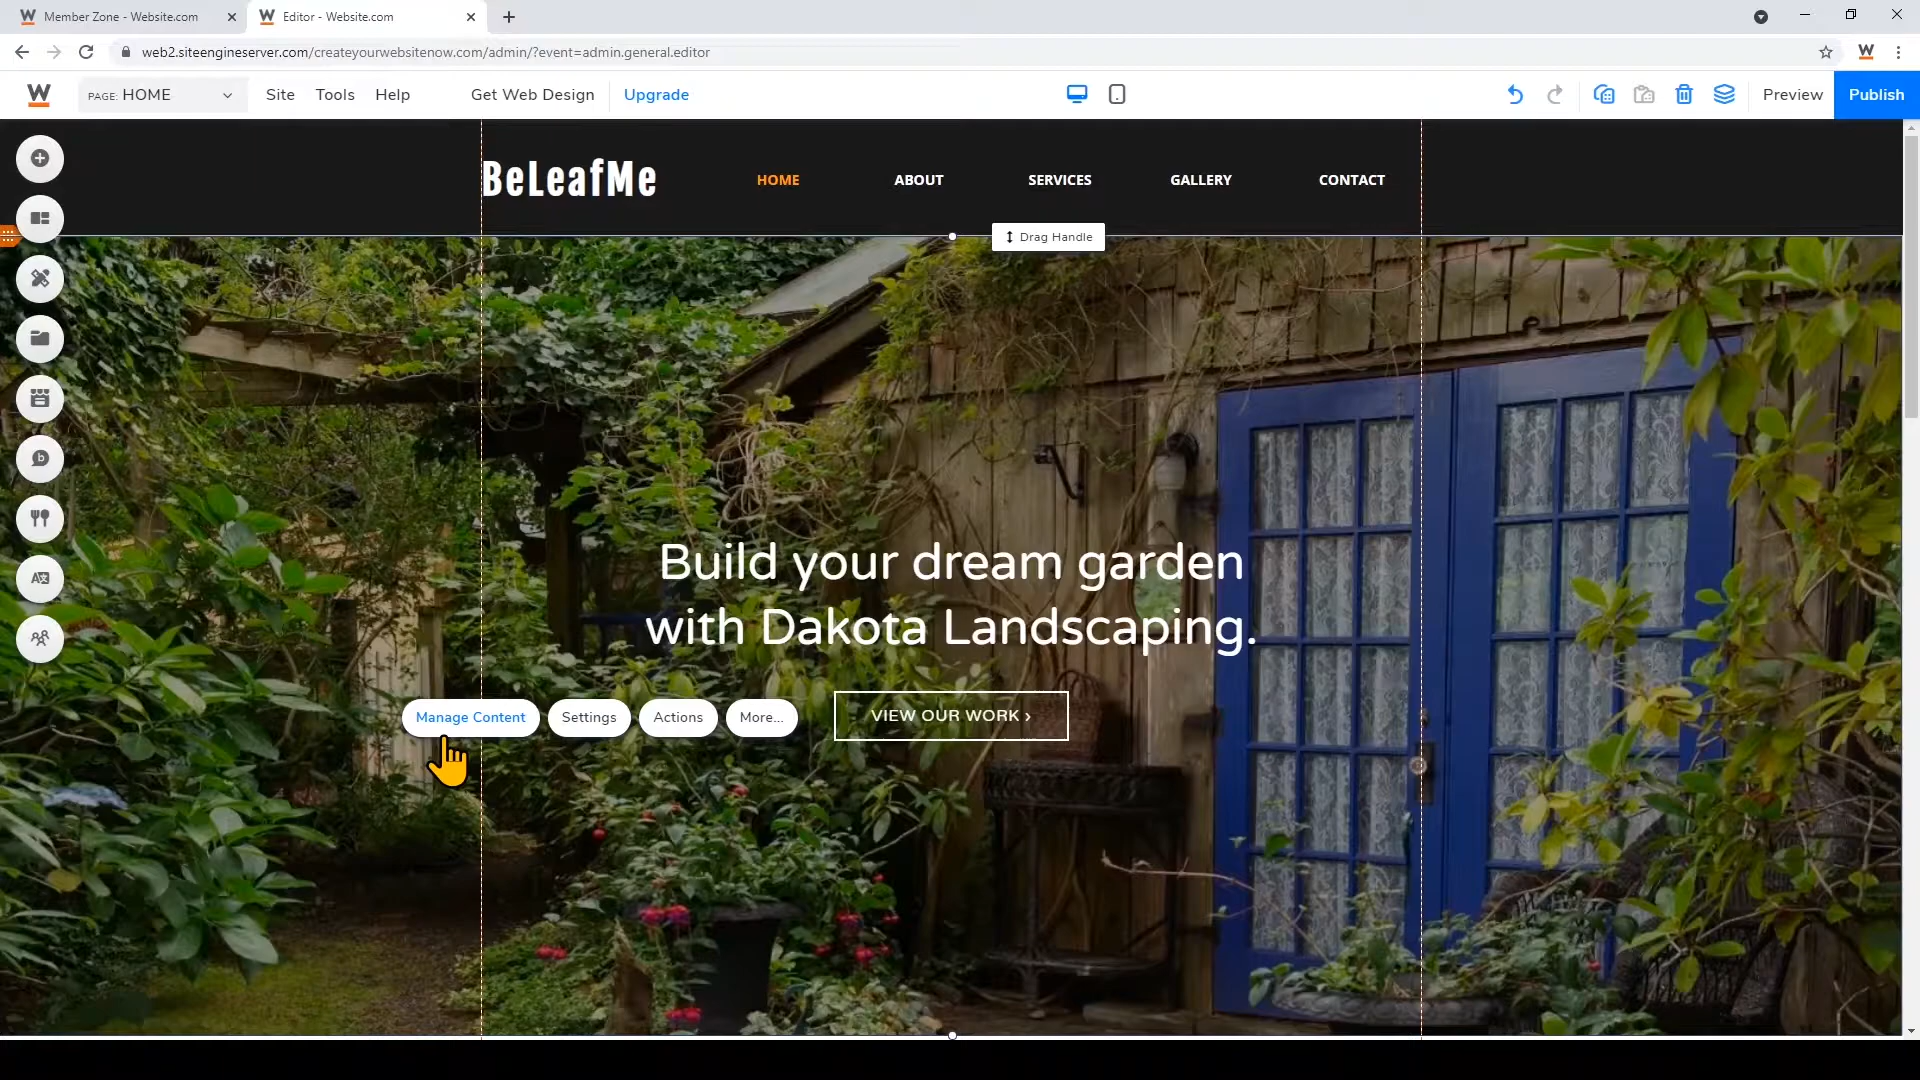 Member Zone - Website.com
Editor - Website.com
web2.siteengineserver.com/createyourwebsitenow.com/admin/?event=admin.general.editor
W
PAGE: HOME
Site
Tools
Help
Get Web Design
Upgrade
Preview
Publish
BeLeafMe
HOME
ABOUT
SERVICES
GALLERY
CONTACT
Drag Handle
Build your dream garden
with Dakota Landscaping.
Manage Content
Settings
Actions
More...
VIEW OUR WORK ›